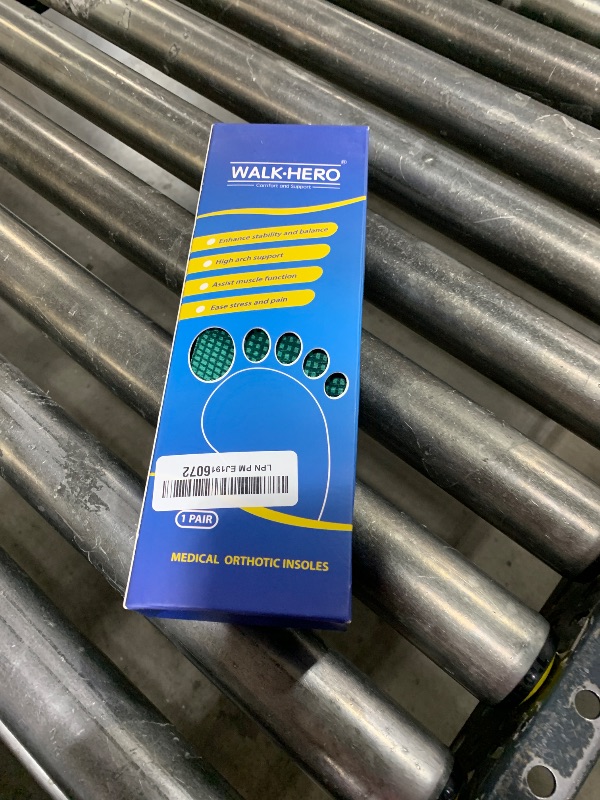 WALK·HERO®
Comfort and Support
Enhance stability and balance
High arch support
Assist muscle function
Ease stress and pain
LPN PM EJ1916072
1 PAIR
MEDICAL ORTHOTIC INSOLES